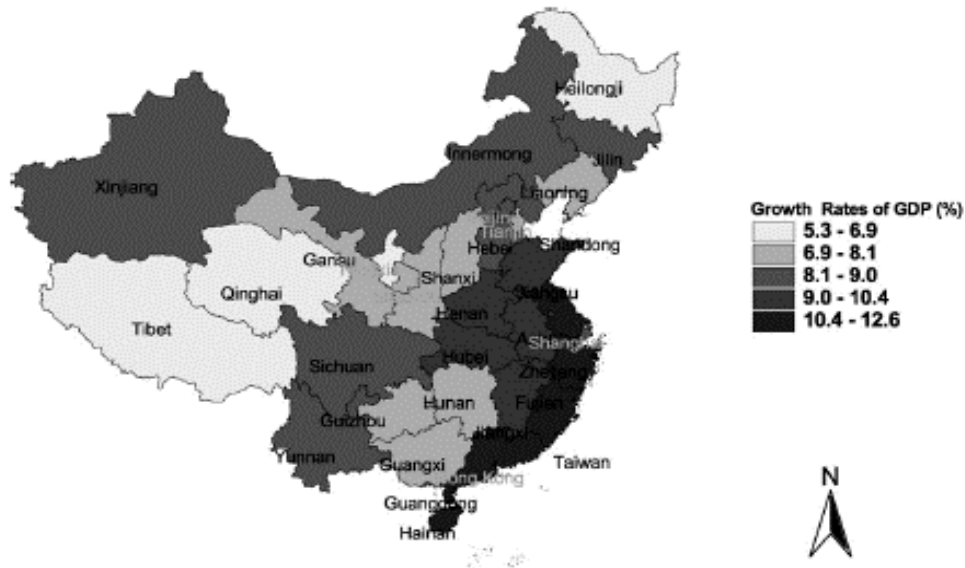 Heilongji
Innermong
Jilin
Xinjiang
Liaoning
Tianjin
Hebei
Shandong
Gansu
Shanxi
Qinghai
Jiangsu
Henan
Tibet
Shanghai
Hubei
Sichuan
Zhejiang
Hunan
Fujian
Guizhou
Jiangxi
Yunnan
Guangxi
Taiwan
Hong Kong
Guangdong
Hainan
Growth Rates of GDP (%)
5.3 - 6.9
6.9 - 8.1
8.1 - 9.0
9.0 - 10.4
10.4 - 12.6
N